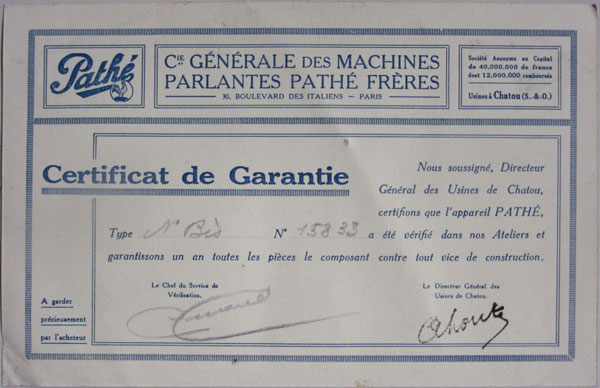 Pathé
Cie GÉNÉRALE DES MACHINES
PARLANTES PATHÉ FRÈRES
30, BOULEVARD DES ITALIENS - PARIS
Société Anonyme au Capital
de 40.000.000 de francs
dont 12.000.000 remboursés
Usines à Chatou (S.-&-O.)
Certificat de Garantie
Nous soussigné, Directeur
Général des Usines de Chatou,
certifions que l'appareil PATHÉ,
Type N Bis N° 15833 a été vérifié dans nos Ateliers et
garantissons un an toutes les pièces le composant contre tout vice de construction.
Le Chef du Service de
Vérification.
Le Directeur Général des
Usines de Chatou.
A garder
précieusement
par l'acheteur